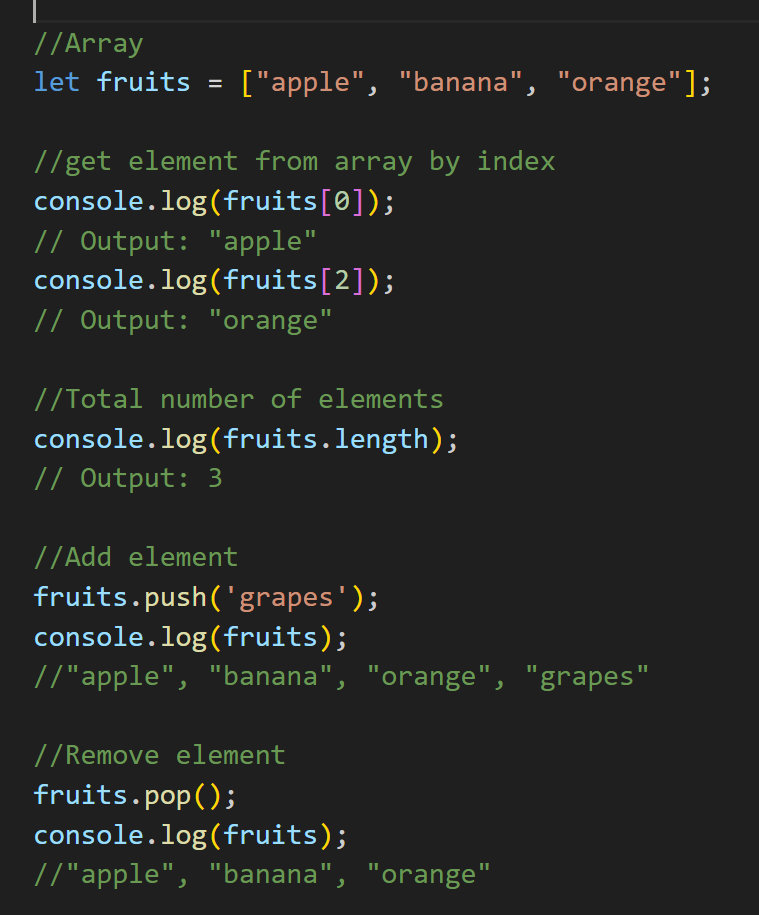 //Array
let fruits = ["apple", "banana", "orange"];
//get element from array by index
console.log(fruits[0]);
// Output: "apple"
console.log(fruits[2]);
// Output: "orange"
//Total number of elements
console.log(fruits.length);
// Output: 3
//Add element
fruits.push('grapes');
console.log(fruits);
//"apple", "banana", "orange", "grapes"
//Remove element
fruits.pop();
console.log(fruits);
//"apple", "banana", "orange"